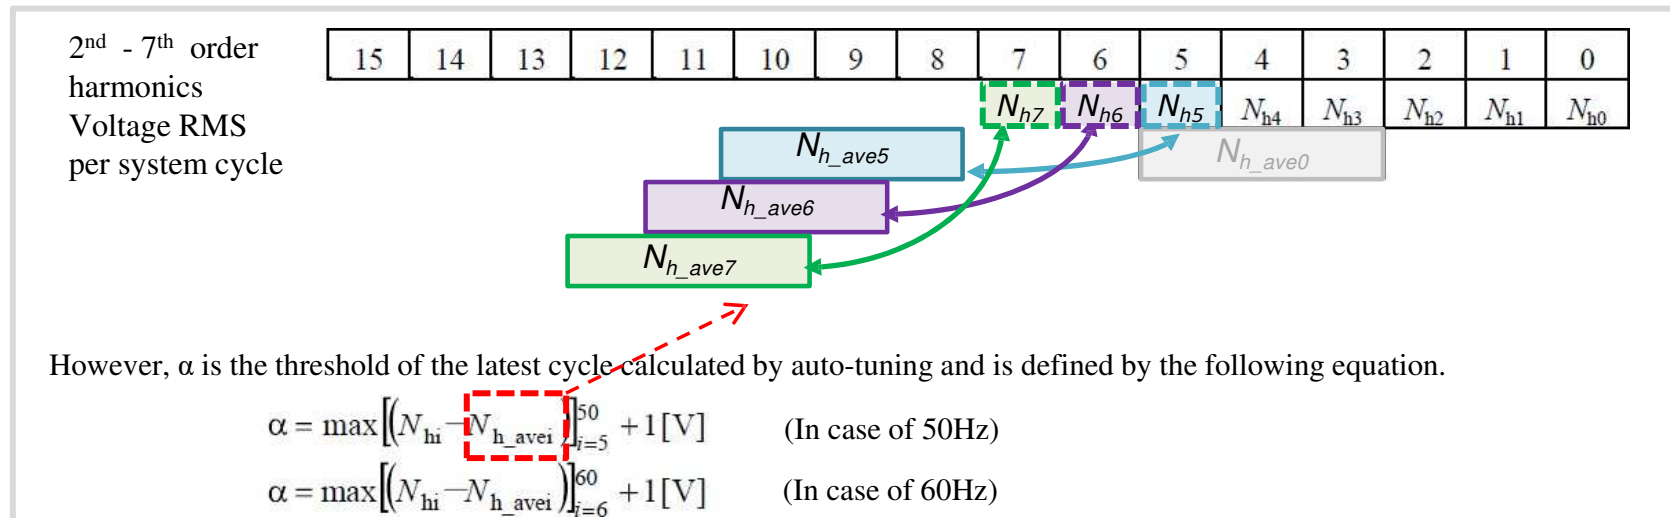 2nd - 7th order
harmonics
Voltage RMS
per system cycle
15 14 13 12 11 10 9 8 7 6 5 4 3 2 1 0
Nh7 Nh6 Nh5 Nh4 Nh3 Nh2 Nh1 Nh0
Nh_ave5 Nh_ave0
Nh_ave6
Nh_ave7
However, α is the threshold of the latest cycle calculated by auto-tuning and is defined by the following equation.
α = max[(Nhi−Nh_avei)]50i=5 +1[V] (In case of 50Hz)
α = max[(Nhi−Nh_avei)]60i=6 +1[V] (In case of 60Hz)